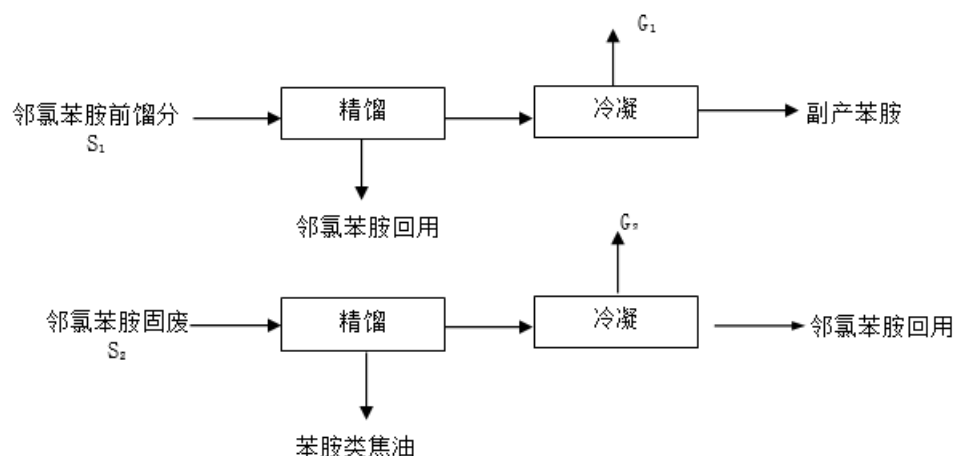 G₁
邻氯苯胺前馏分
S₁
精馏
冷凝
副产苯胺
邻氯苯胺回用
G₂
邻氯苯胺固废
S₂
精馏
冷凝
邻氯苯胺回用
苯胺类焦油